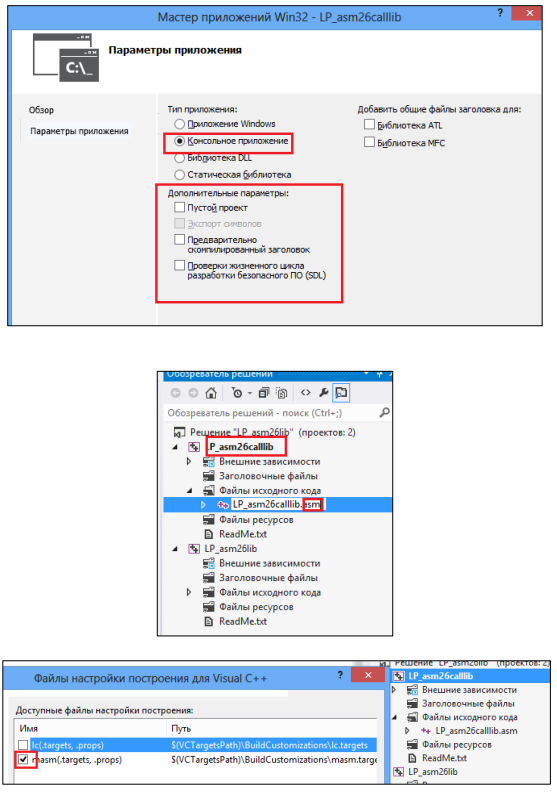 Мастер приложений Win32 - LP_asm26calllib
?
C:\_
Параметры приложения
Обзор
Параметры приложения
Тип приложения:
Приложение Windows
Консольное приложение
Библиотека DLL
Статическая библиотека
Дополнительные параметры:
Пустой проект
Экспорт символов
Предварительно
скомпилированный заголовок
Проверки жизненного цикла
разработки безопасного ПО (SDL)
Добавить общие файлы заголовка для:
Библиотека ATL
Библиотека MFC
Обозреватель решений
Обозреватель решений - поиск (Ctrl+;)
Решение "LP_asm26lib" (проектов: 2)
LP_asm26calllib
Внешние зависимости
Заголовочные файлы
Файлы исходного кода
LP_asm26calllib.asm
Файлы ресурсов
ReadMe.txt
LP_asm26lib
Внешние зависимости
Заголовочные файлы
Файлы исходного кода
Файлы ресурсов
ReadMe.txt
Файлы настройки построения для Visual C++
?
Доступные файлы настройки построения:
Имя Путь
lc(.targets, .props) $(VCTargetsPath)\BuildCustomizations\lc.targets
masm(.targets, .props) $(VCTargetsPath)\BuildCustomizations\masm.targe
Решение "LP_asm26lib" (проектов: 2)
LP_asm26calllib
Внешние зависимости
Заголовочные файлы
Файлы исходного кода
LP_asm26calllib.asm
Файлы ресурсов
ReadMe.txt
LP_asm26lib